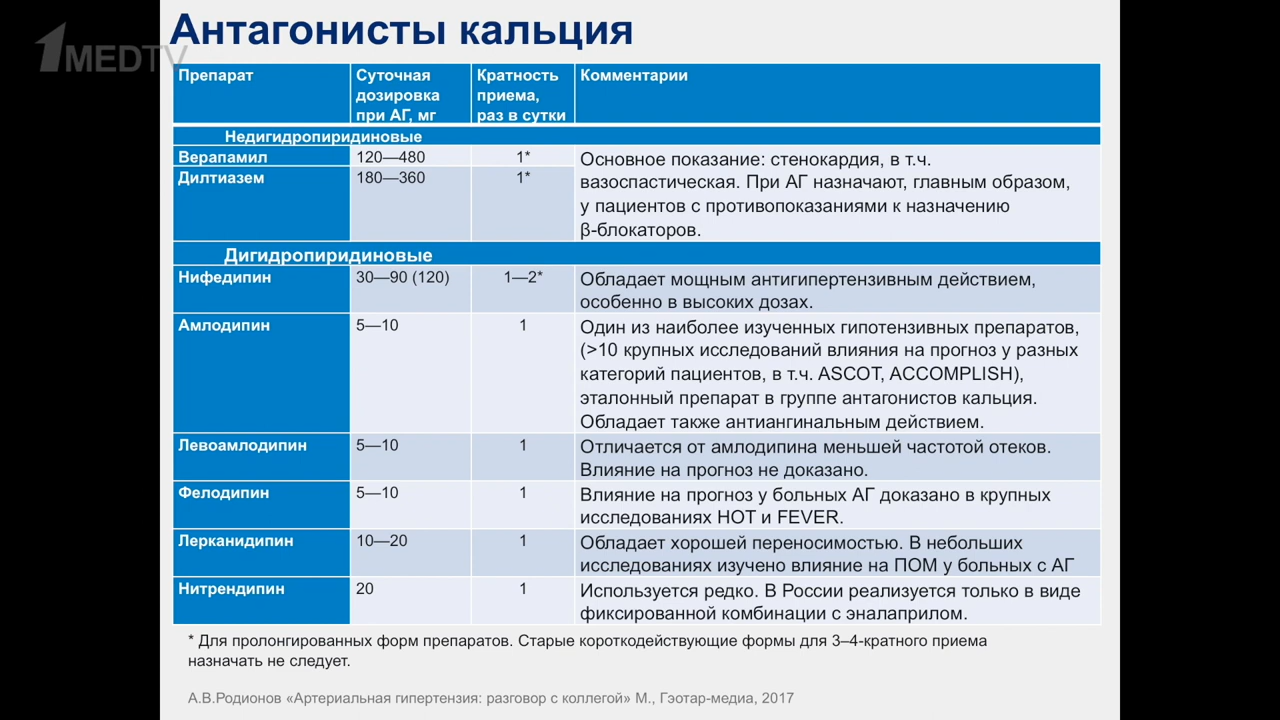 Антагонисты кальция
1MEDTV
Препарат
Суточная
дозировка
при АГ, мг
Кратность
приема,
раз в сутки
Комментарии
Недигидропиридиновые
Верапамил
120—480
1*
Основное показание: стенокардия, в т.ч.
вазоспастическая. При АГ назначают, главным образом,
у пациентов с противопоказаниями к назначению
β-блокаторов.
Дилтиазем
180—360
1*
Дигидропиридиновые
Нифедипин
30—90 (120)
1—2*
Обладает мощным антигипертензивным действием,
особенно в высоких дозах.
Амлодипин
5—10
1
Один из наиболее изученных гипотензивных препаратов,
(>10 крупных исследований влияния на прогноз у разных
категорий пациентов, в т.ч. ASCOT, ACCOMPLISH),
эталонный препарат в группе антагонистов кальция.
Обладает также антиангинальным действием.
Левоамлодипин
5—10
1
Отличается от амлодипина меньшей частотой отеков.
Влияние на прогноз не доказано.
Фелодипин
5—10
1
Влияние на прогноз у больных АГ доказано в крупных
исследованиях HOT и FEVER.
Лерканидипин
10—20
1
Обладает хорошей переносимостью. В небольших
исследованиях изучено влияние на ПОМ у больных с АГ
Нитрендипин
20
1
Используется редко. В России реализуется только в виде
фиксированной комбинации с эналаприлом.
* Для пролонгированных форм препаратов. Старые короткодействующие формы для 3–4-кратного приема
назначать не следует.
А.В.Родионов «Артериальная гипертензия: разговор с коллегой» М., Гэотар-медиа, 2017